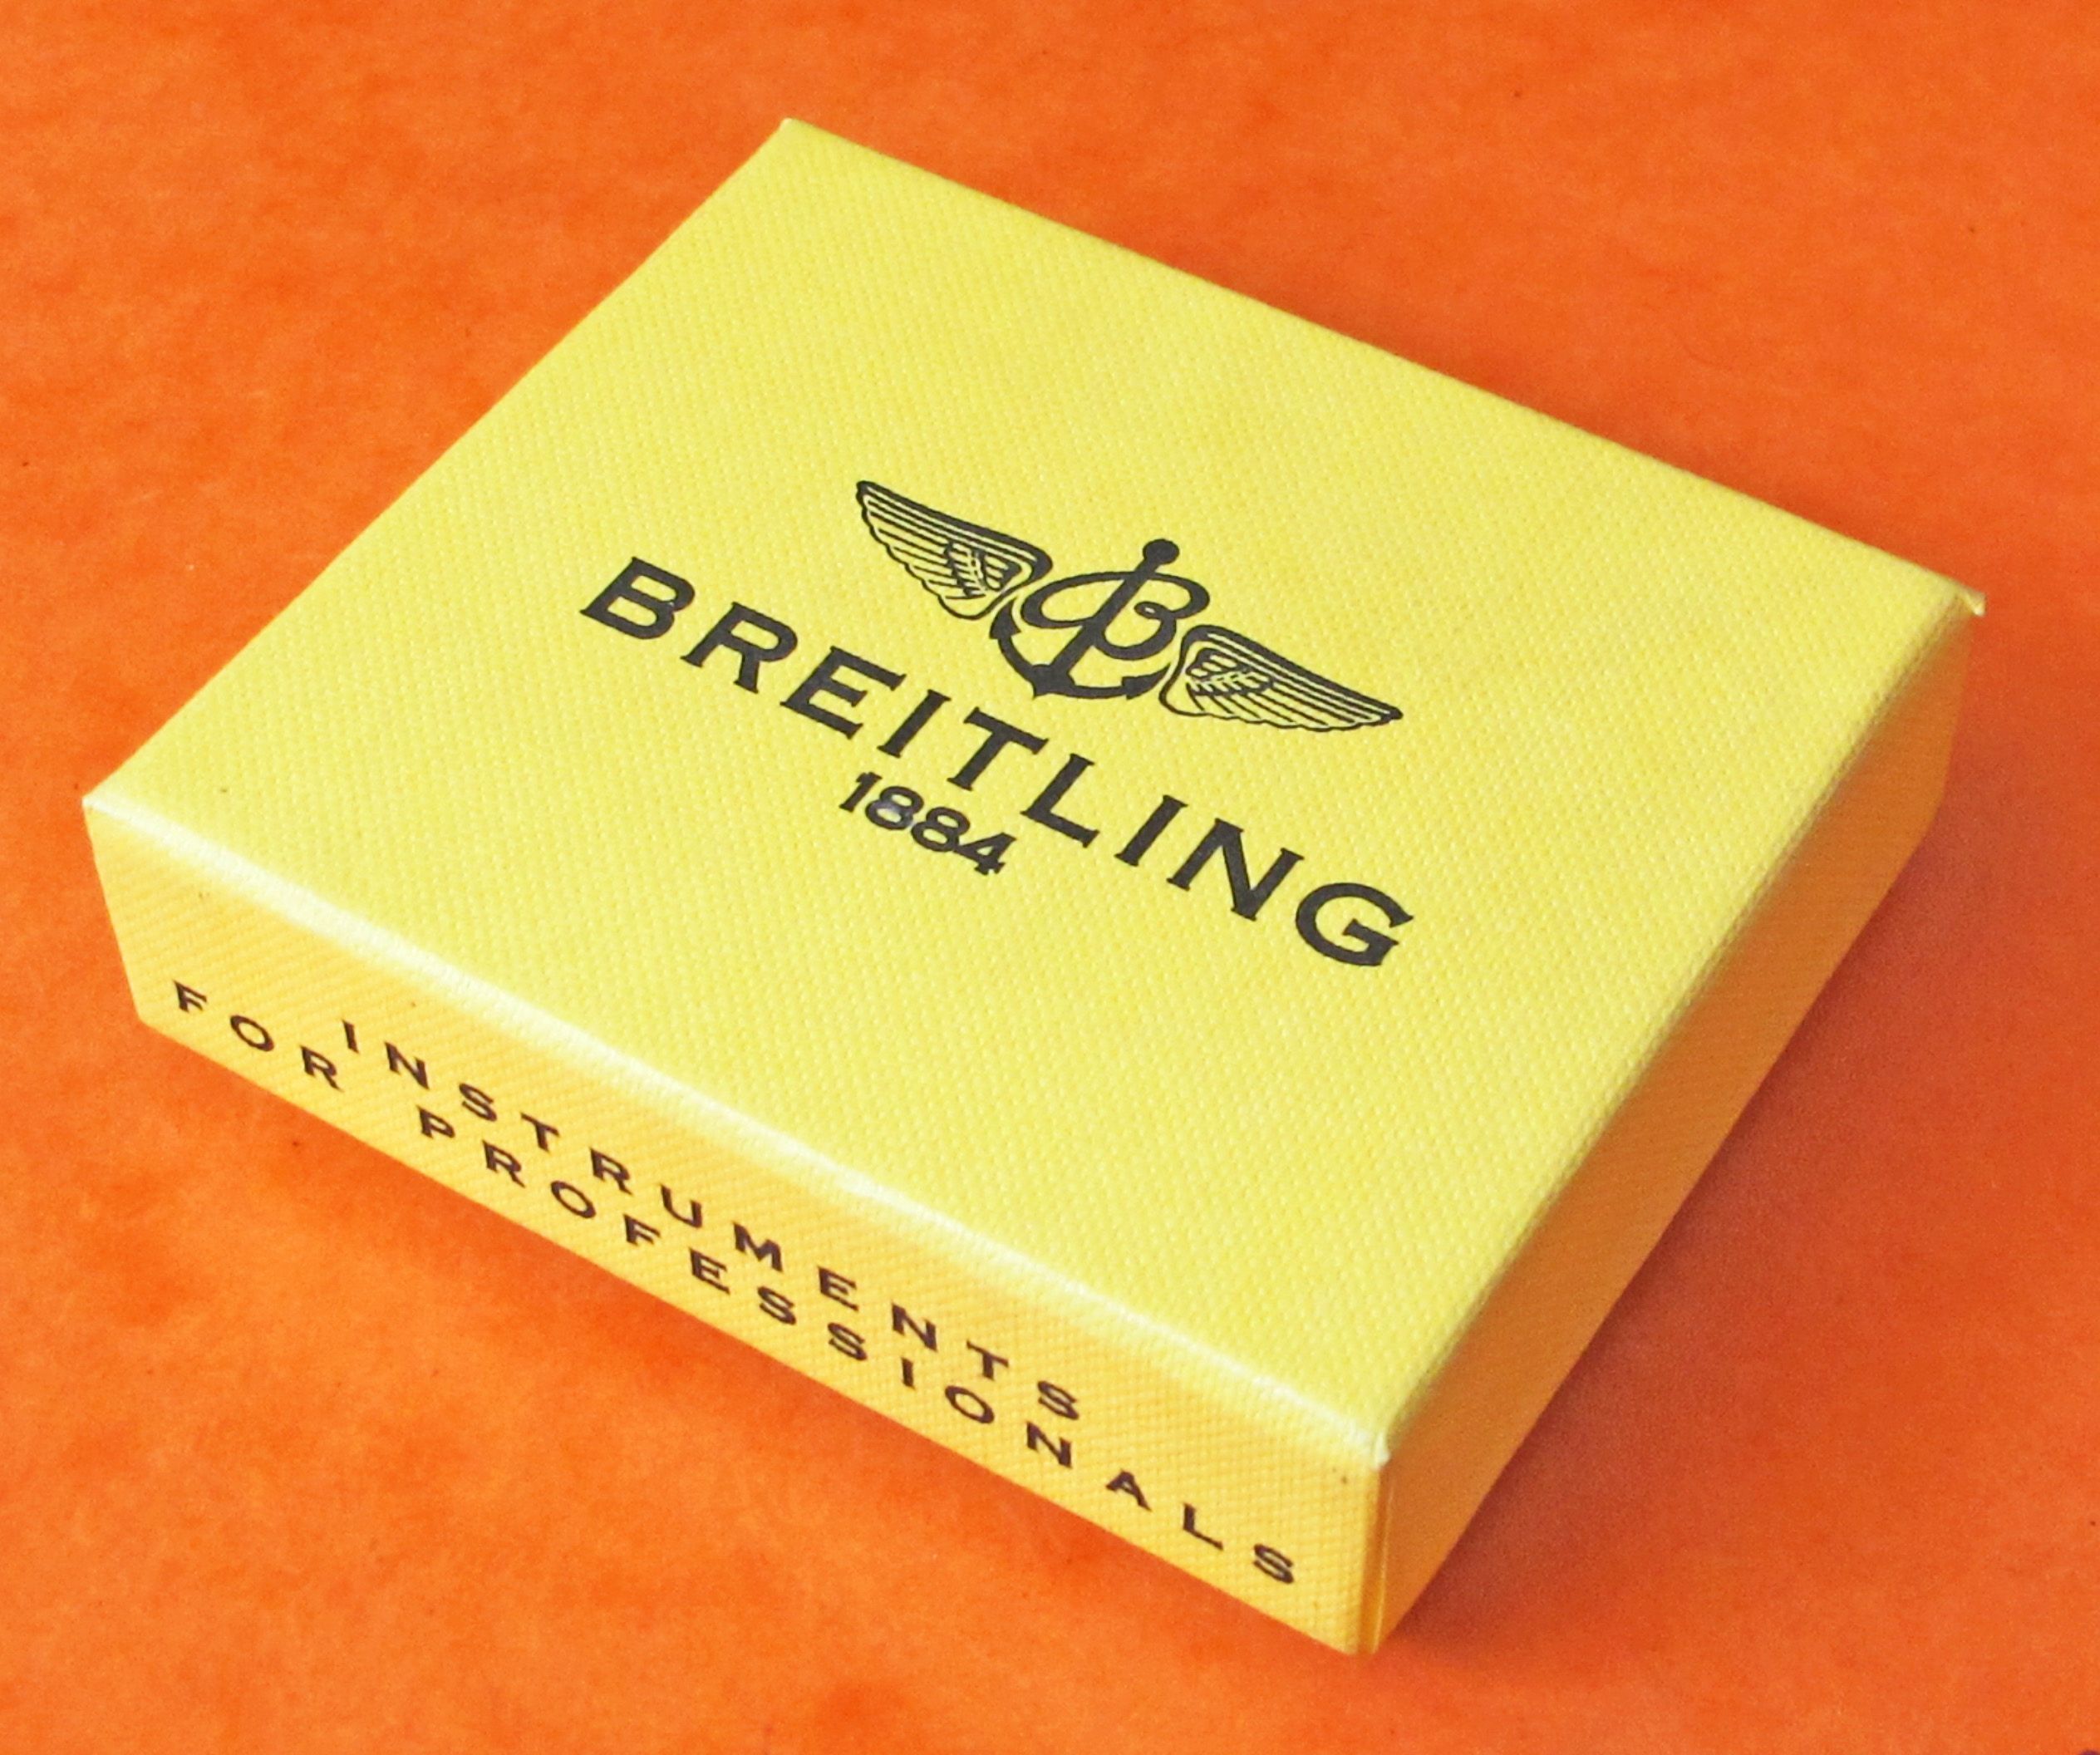 BREITLING
1884
INSTRUMENTS
FOR PROFESSIONALS